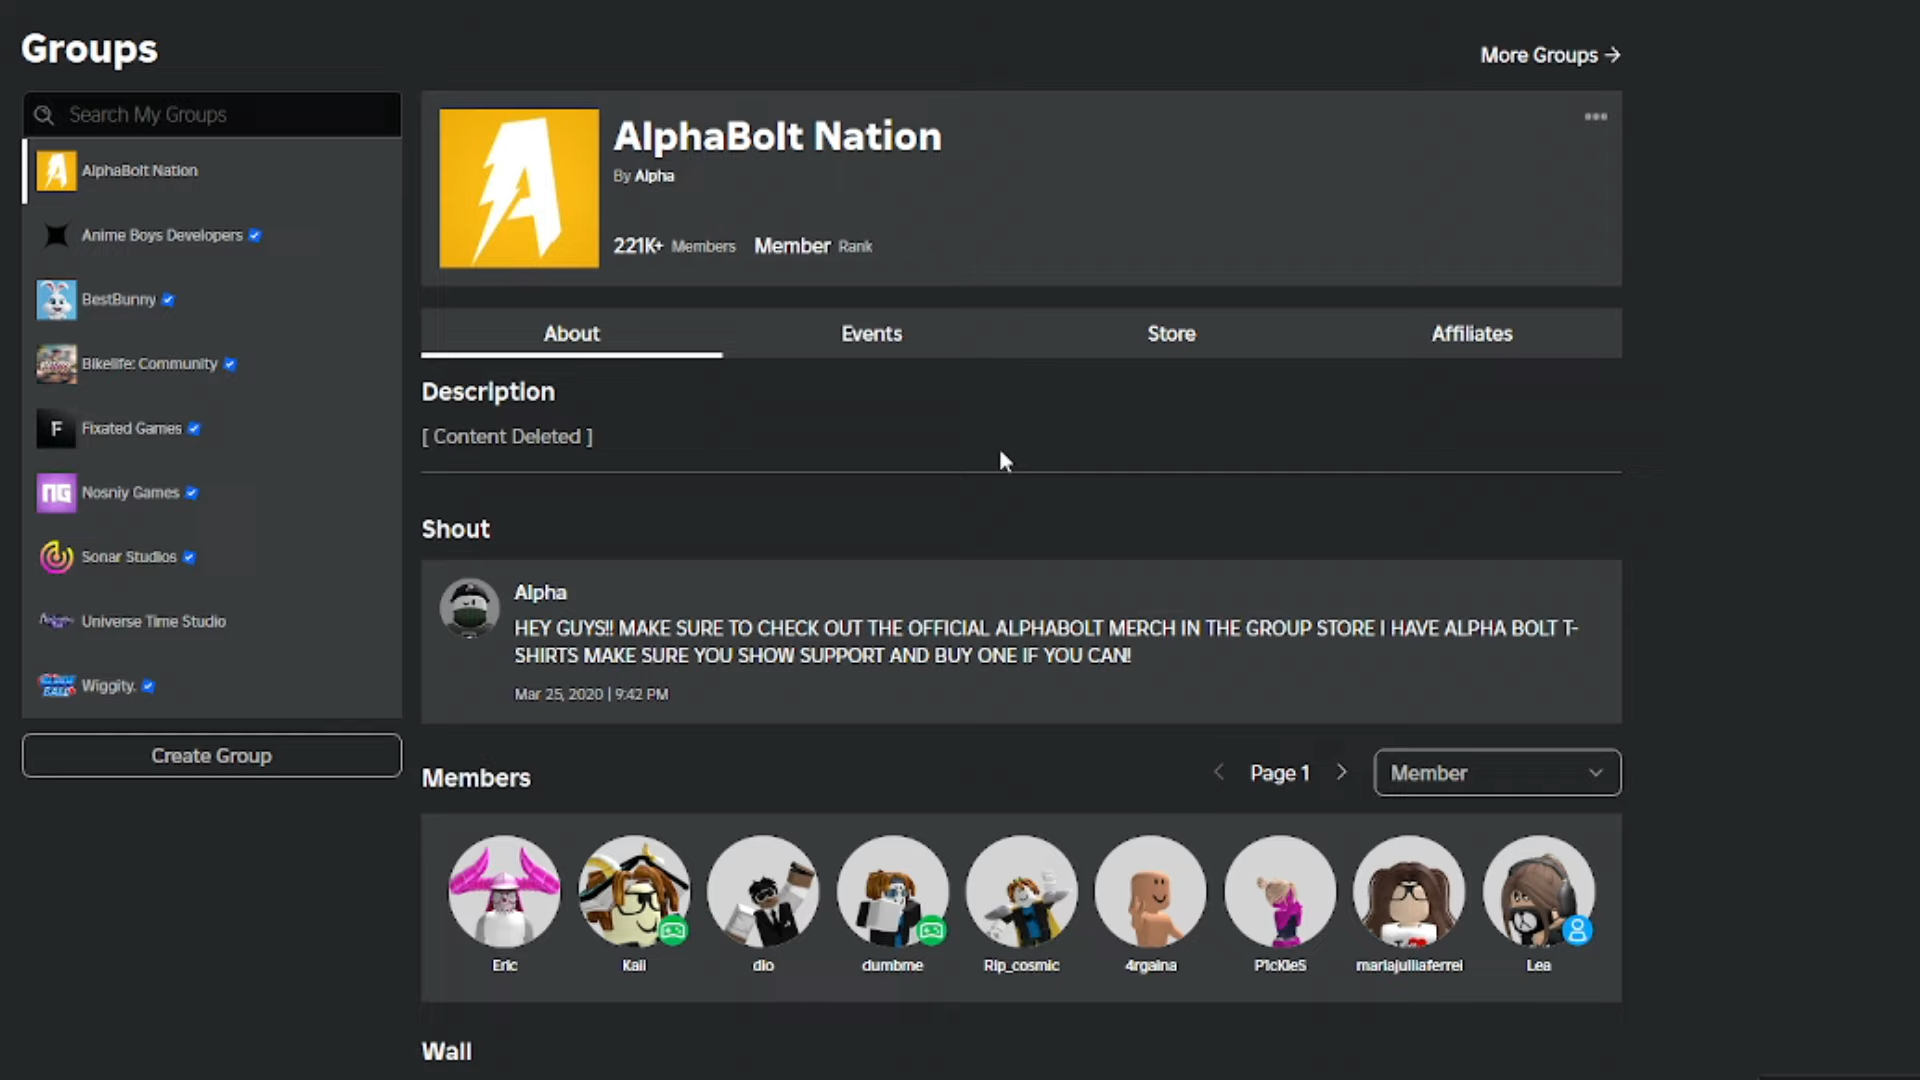 Groups
More Groups →
Search My Groups
AlphaBolt Nation
Anime Boys Developers
BestBunny
Bikelife: Community
F
Fixated Games
NG
Nosniy Games
Sonar Studios
Universe Time Studio
Wiggity.
Create Group
A
AlphaBolt Nation
By Alpha
221K+ Members Member Rank
About
Events
Store
Affiliates
Description
[ Content Deleted ]
Shout
Alpha
HEY GUYS!! MAKE SURE TO CHECK OUT THE OFFICIAL ALPHABOLT MERCH IN THE GROUP STORE I HAVE ALPHA BOLT T-
SHIRTS MAKE SURE YOU SHOW SUPPORT AND BUY ONE IF YOU CAN!
Mar 25, 2020 | 9:42 PM
Members
Page 1
Member
Eric
dio
dumbme
Rip_cosmic
4rgaina
P1cKleS
Lea
Wall